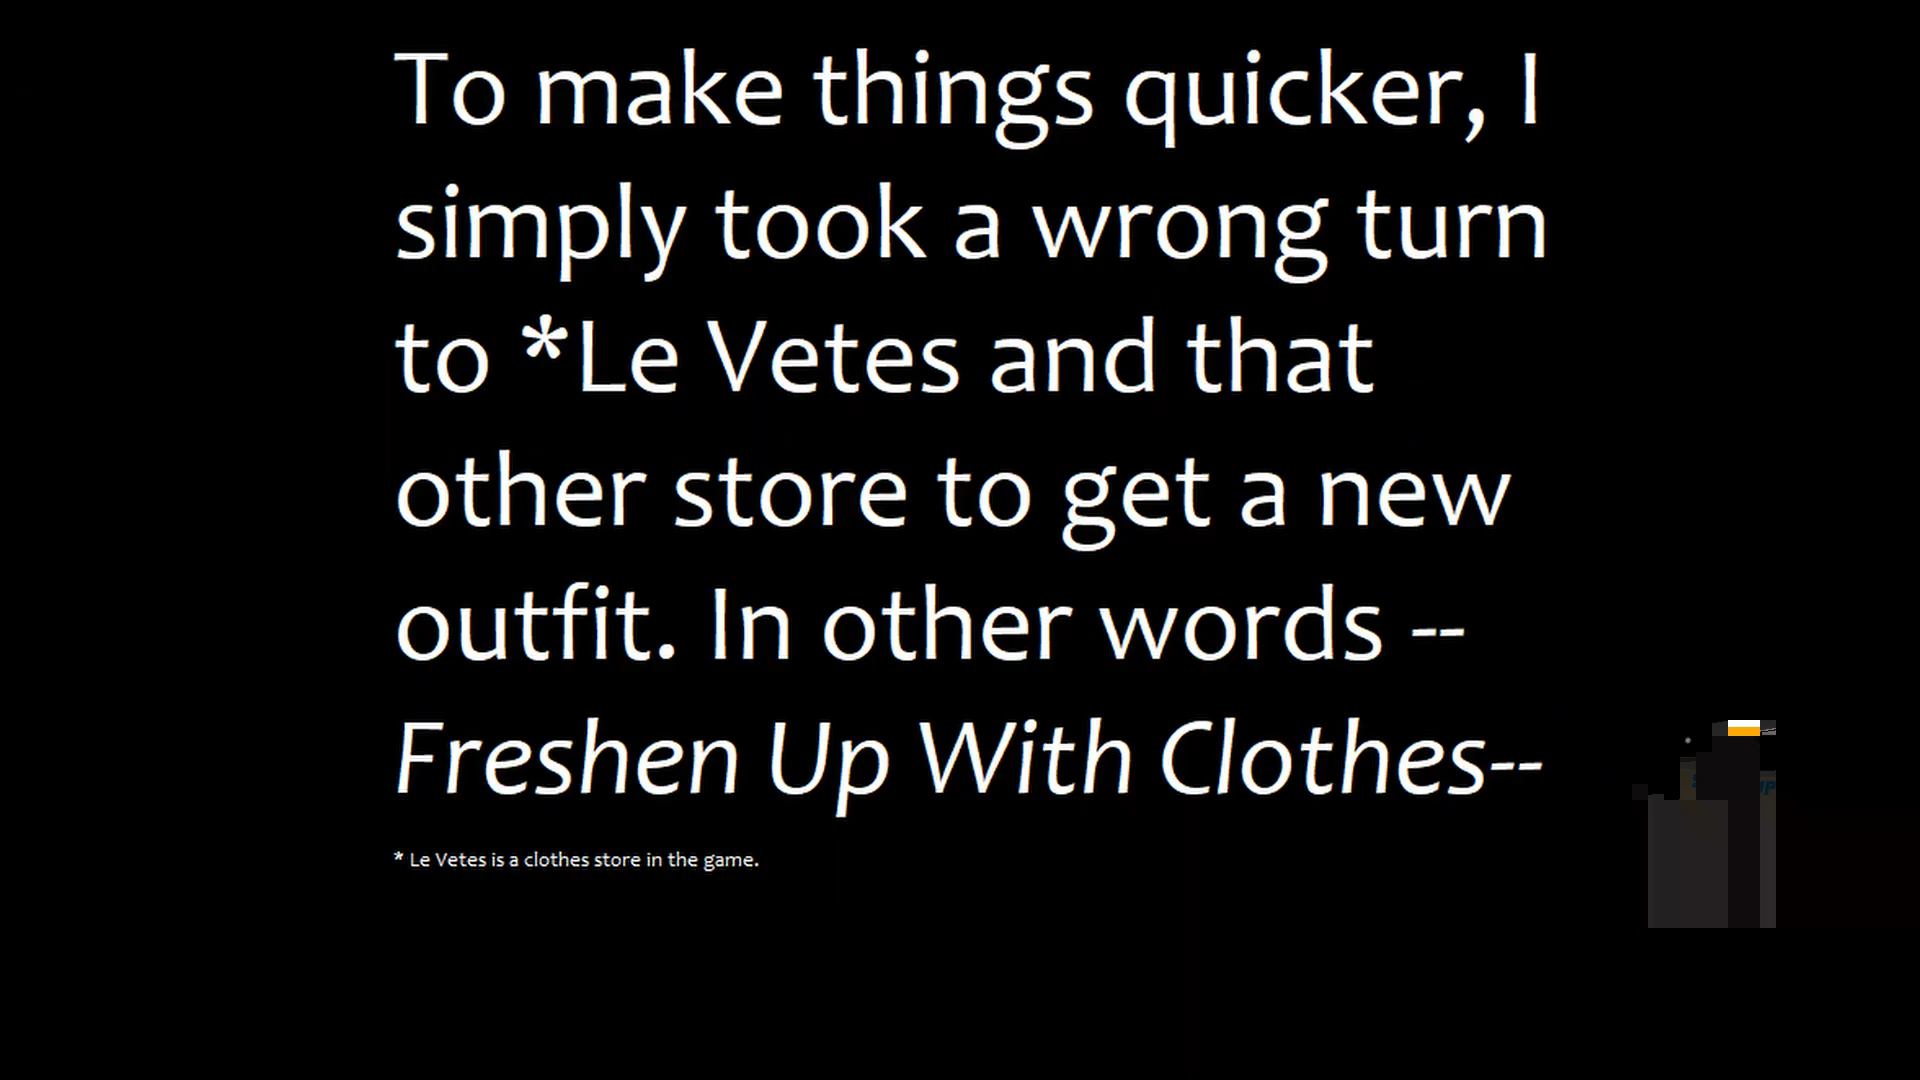 To make things quicker, I
simply took a wrong turn
to *Le Vetes and that
other store to get a new
outfit. In other words --
Freshen Up With Clothes--
* Le Vetes is a clothes store in the game.